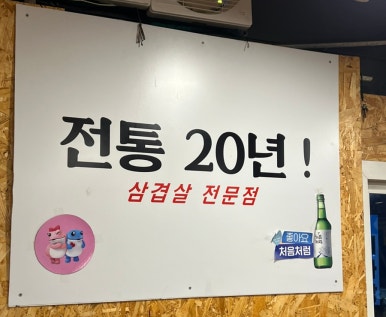 전통 20년 !
삼겹살 전문점
좋아요
처음처럼